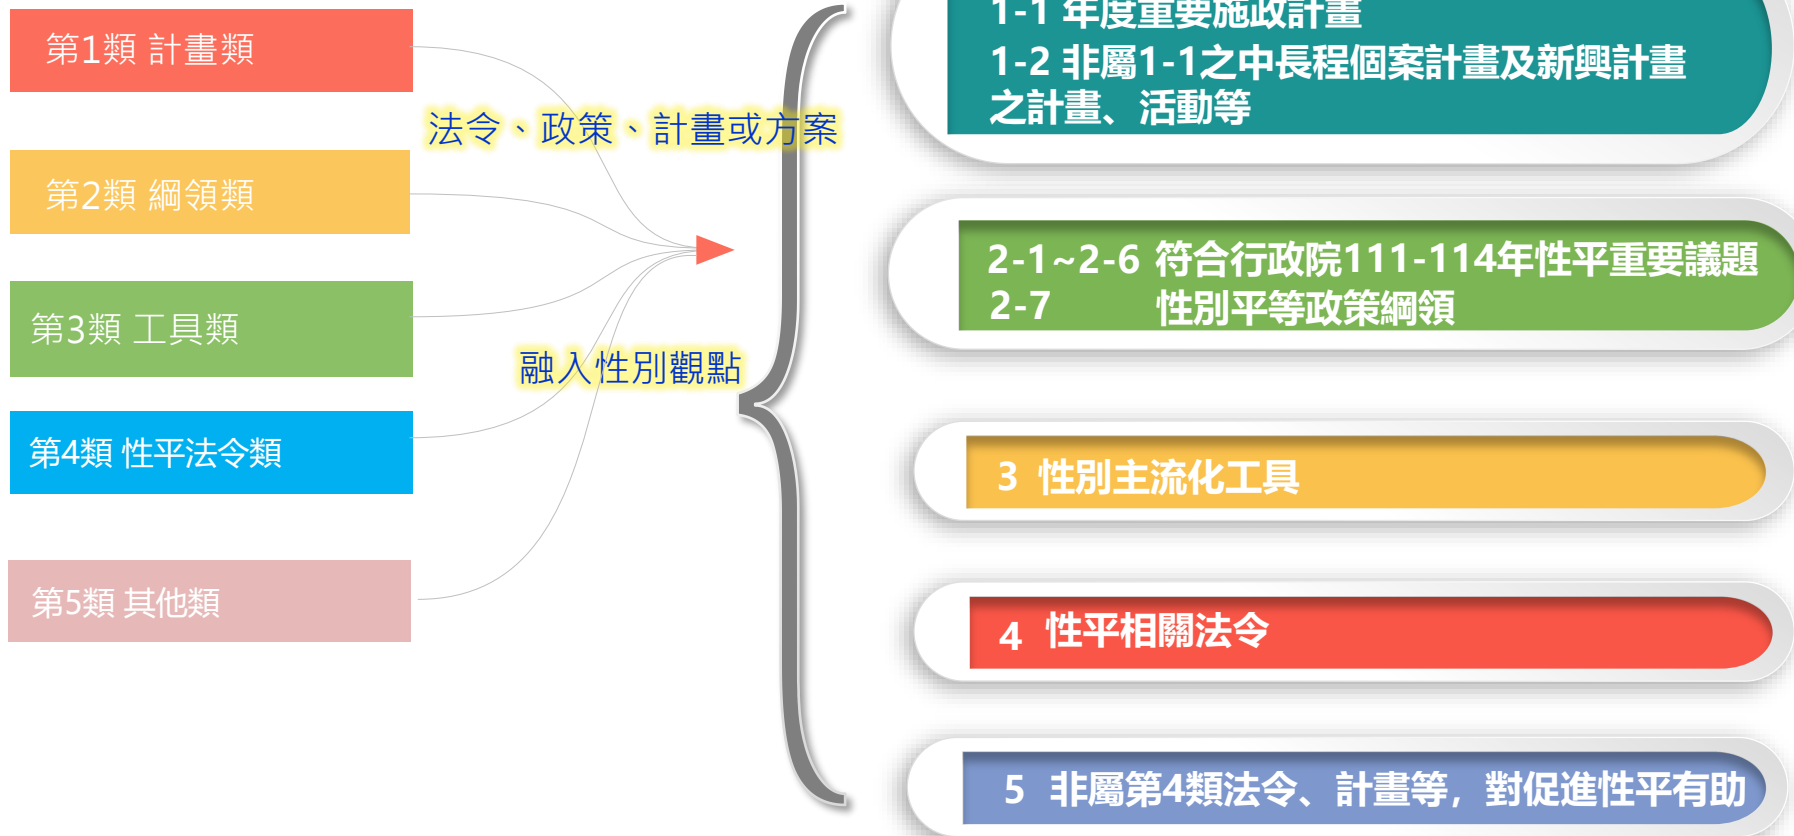 第1類 計畫類
第2類 綱領類
第3類 工具類
第4類 性平法令類
第5類 其他類
法令、政策、計畫或方案
融入性別觀點
1-1 年度重要施政計畫
1-2 非屬1-1之中長程個案計畫及新興計畫
之計畫、活動等
2-1~2-6 符合行政院111-114年性平重要議題
2-7 性別平等政策綱領
3 性別主流化工具
4 性平相關法令
5 非屬第4類法令、計畫等，對促進性平有助